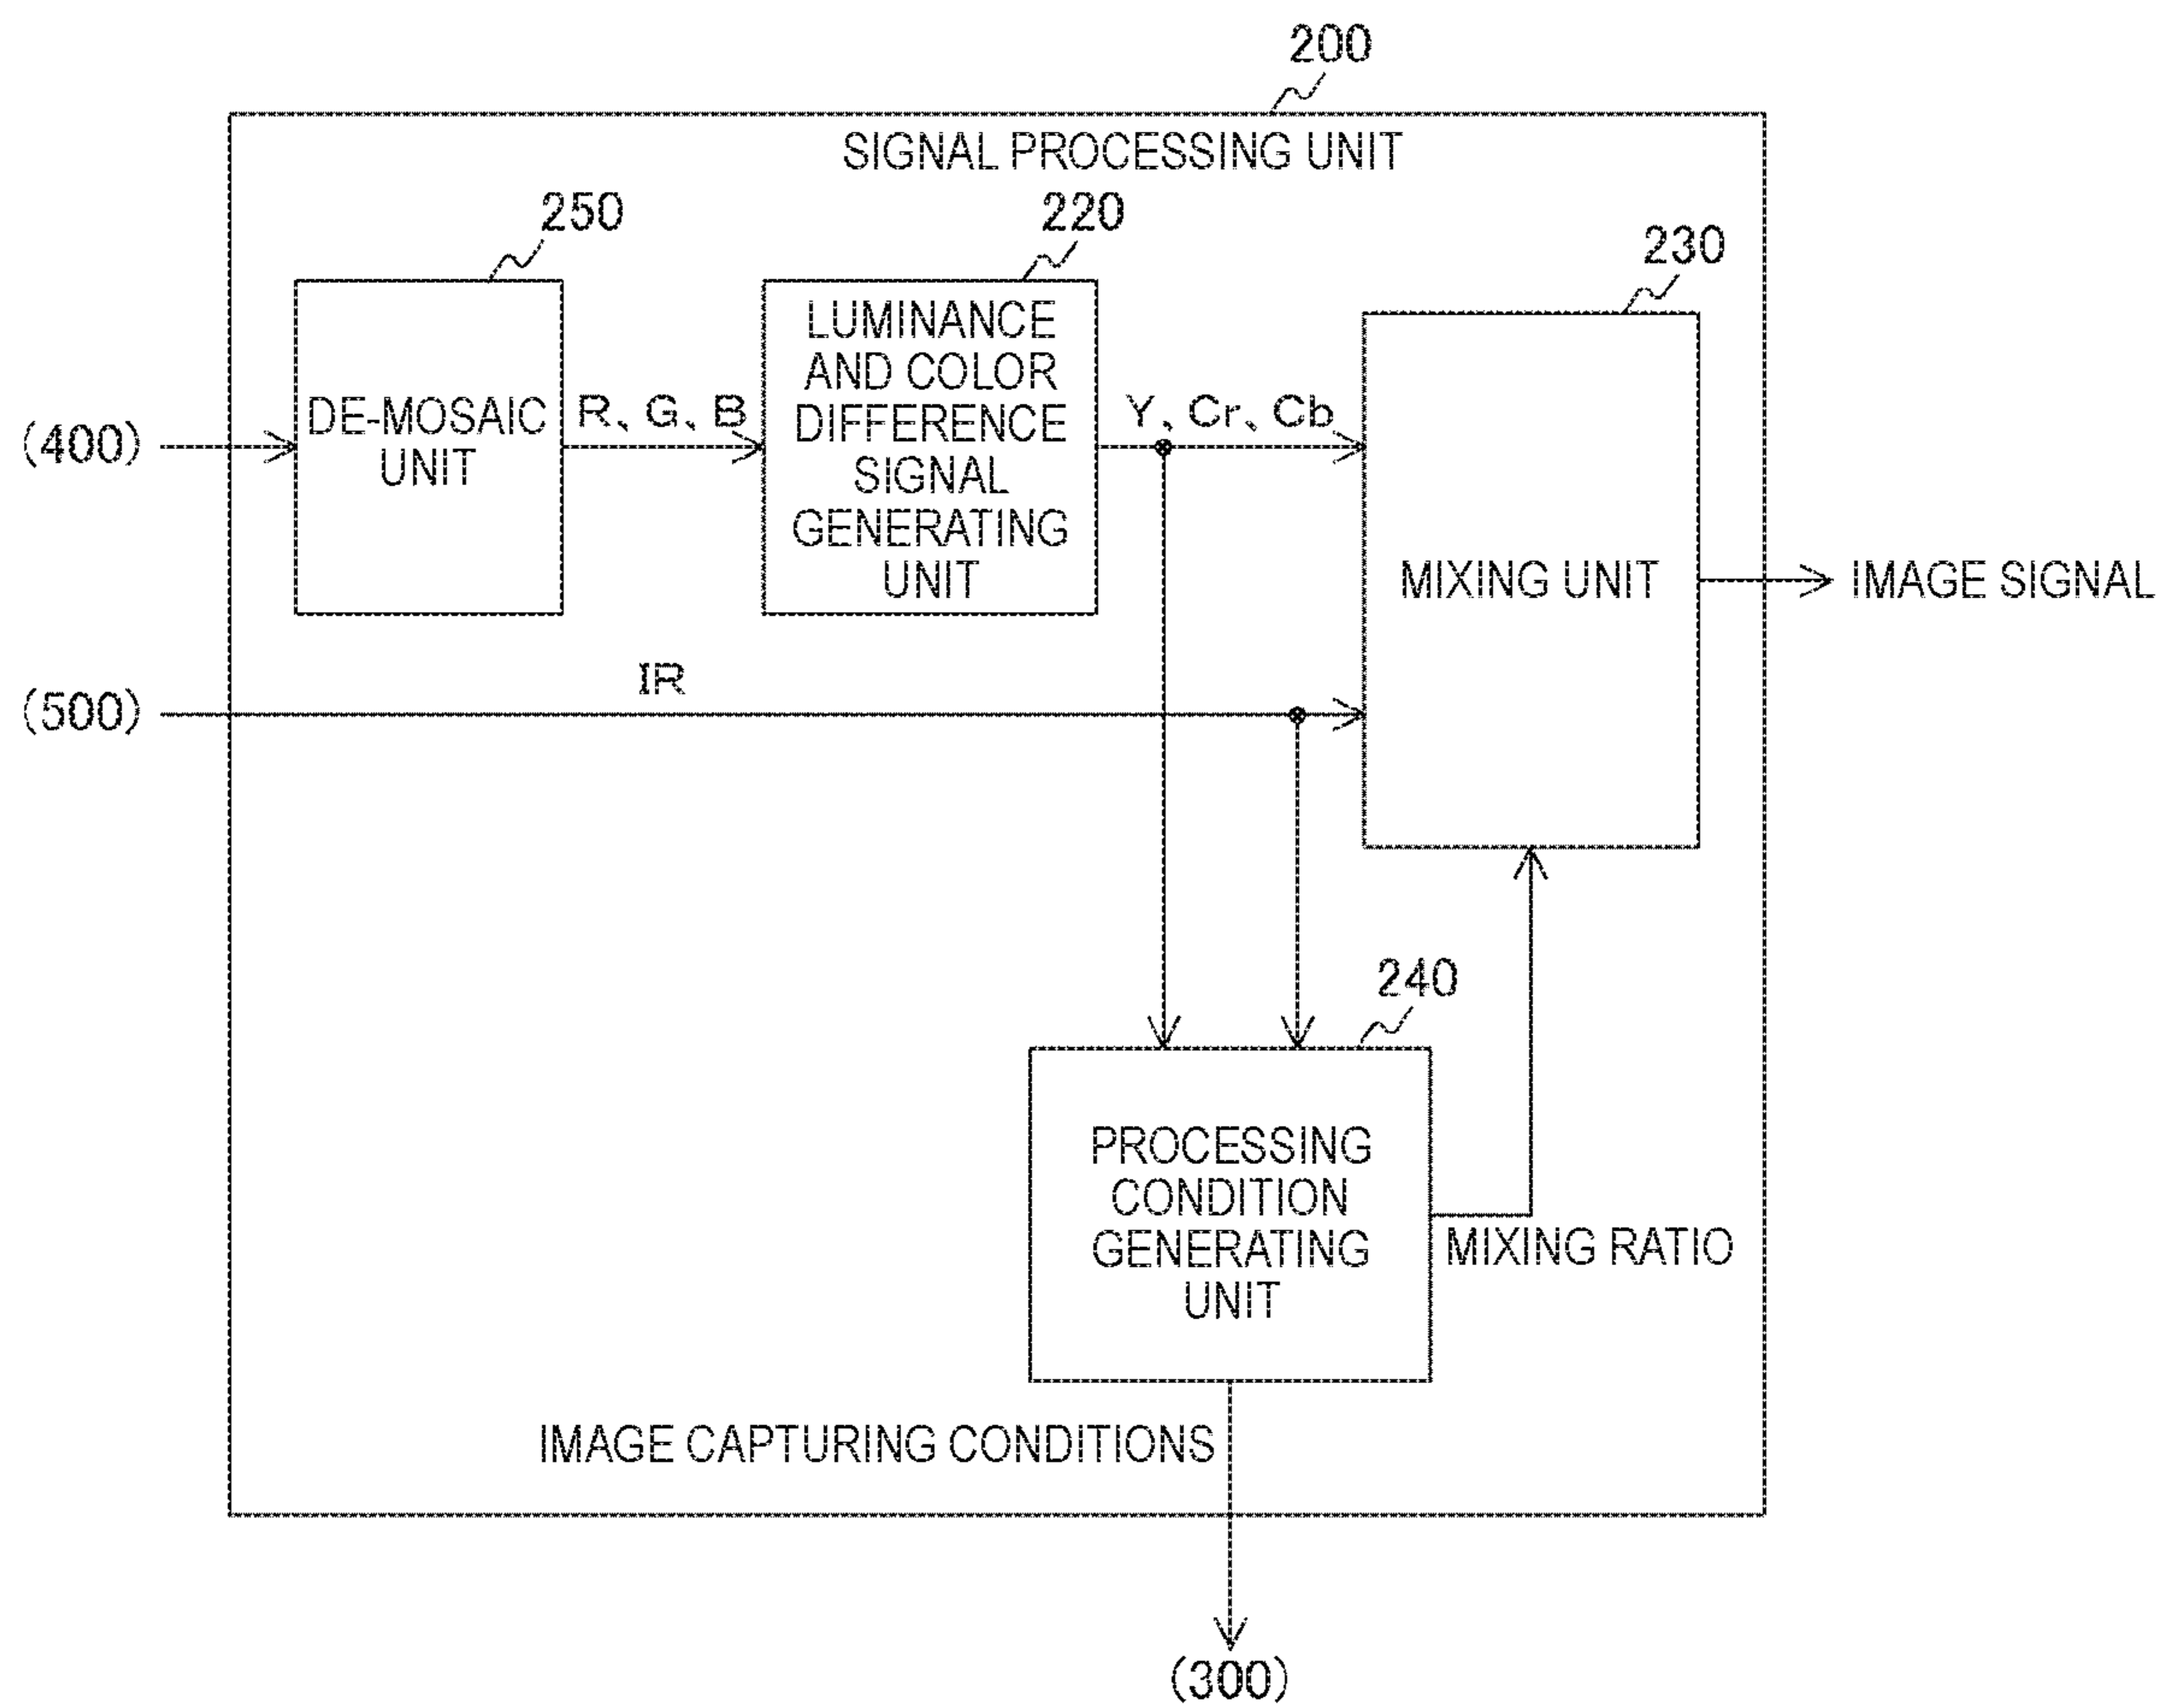 200
SIGNAL PROCESSING UNIT
250
220
230
LUMINANCE
AND COLOR
DIFFERENCE
SIGNAL
GENERATING
UNIT
DE-MOSAIC
UNIT
R、G、B
Y、Cr、Cb
(400)
MIXING UNIT
IMAGE SIGNAL
IR
(500)
240
PROCESSING
CONDITION
GENERATING
UNIT
MIXING RATIO
IMAGE CAPTURING CONDITIONS
(300)